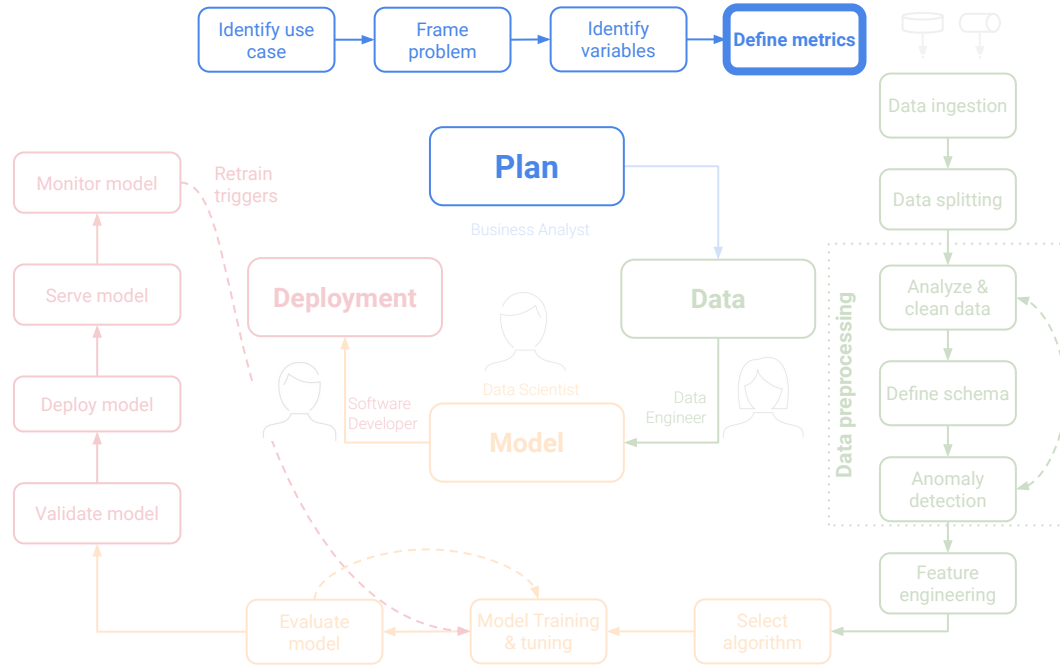 Identify use
case
Frame
problem
Identify
variables
Define metrics
Data ingestion
Plan
Monitor model
Retrain
triggers
Data splitting
Business Analyst
Deployment
Data
Serve model
Analyze &
clean data
Data preprocessing
Data Scientist
Software
Developer
Data
Engineer
Define schema
Deploy model
Model
Anomaly
detection
Validate model
Feature
engineering
Evaluate
model
Model Training
& tuning
Select
algorithm